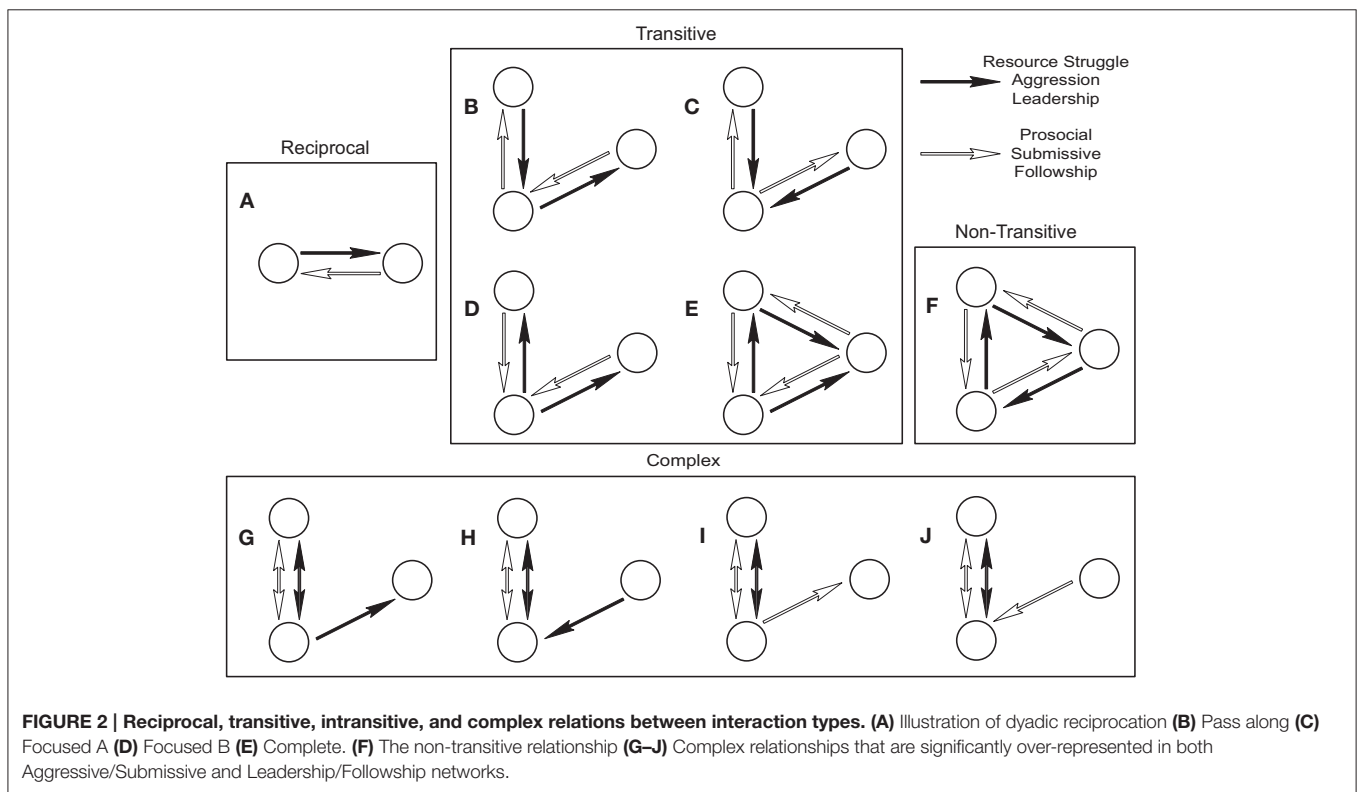 Transitive
Resource Struggle
Aggression
Leadership
B
C
Prosocial
Submissive
Followship
Reciprocal
A
Non-Transitive
D
E
F
Complex
G
H
I
J
FIGURE 2 | Reciprocal, transitive, intransitive, and complex relations between interaction types. (A) Illustration of dyadic reciprocation (B) Pass along (C)
Focused A (D) Focused B (E) Complete. (F) The non-transitive relationship (G–J) Complex relationships that are significantly over-represented in both
Aggressive/Submissive and Leadership/Followship networks.